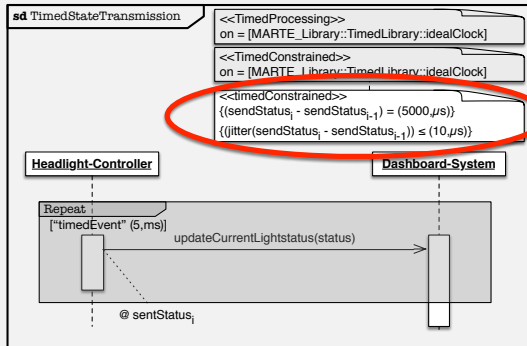 sd TimedStateTransmission
<<TimedProcessing>>
on = [MARTE_Library::TimedLibrary::idealClock]
<<TimedConstrained>>
on = [MARTE_Library::TimedLibrary::idealClock]
<<timedConstrained>>
{(sendStatusi - sendStatusi-1) = (5000,µs)}
{(jitter(sendStatusi - sendStatusi-1)) ≤ (10,µs)}
Headlight-Controller
Dashboard-System
Repeat
["timedEvent" (5,ms)]
updateCurrentLightstatus(status)
@ sentStatusi